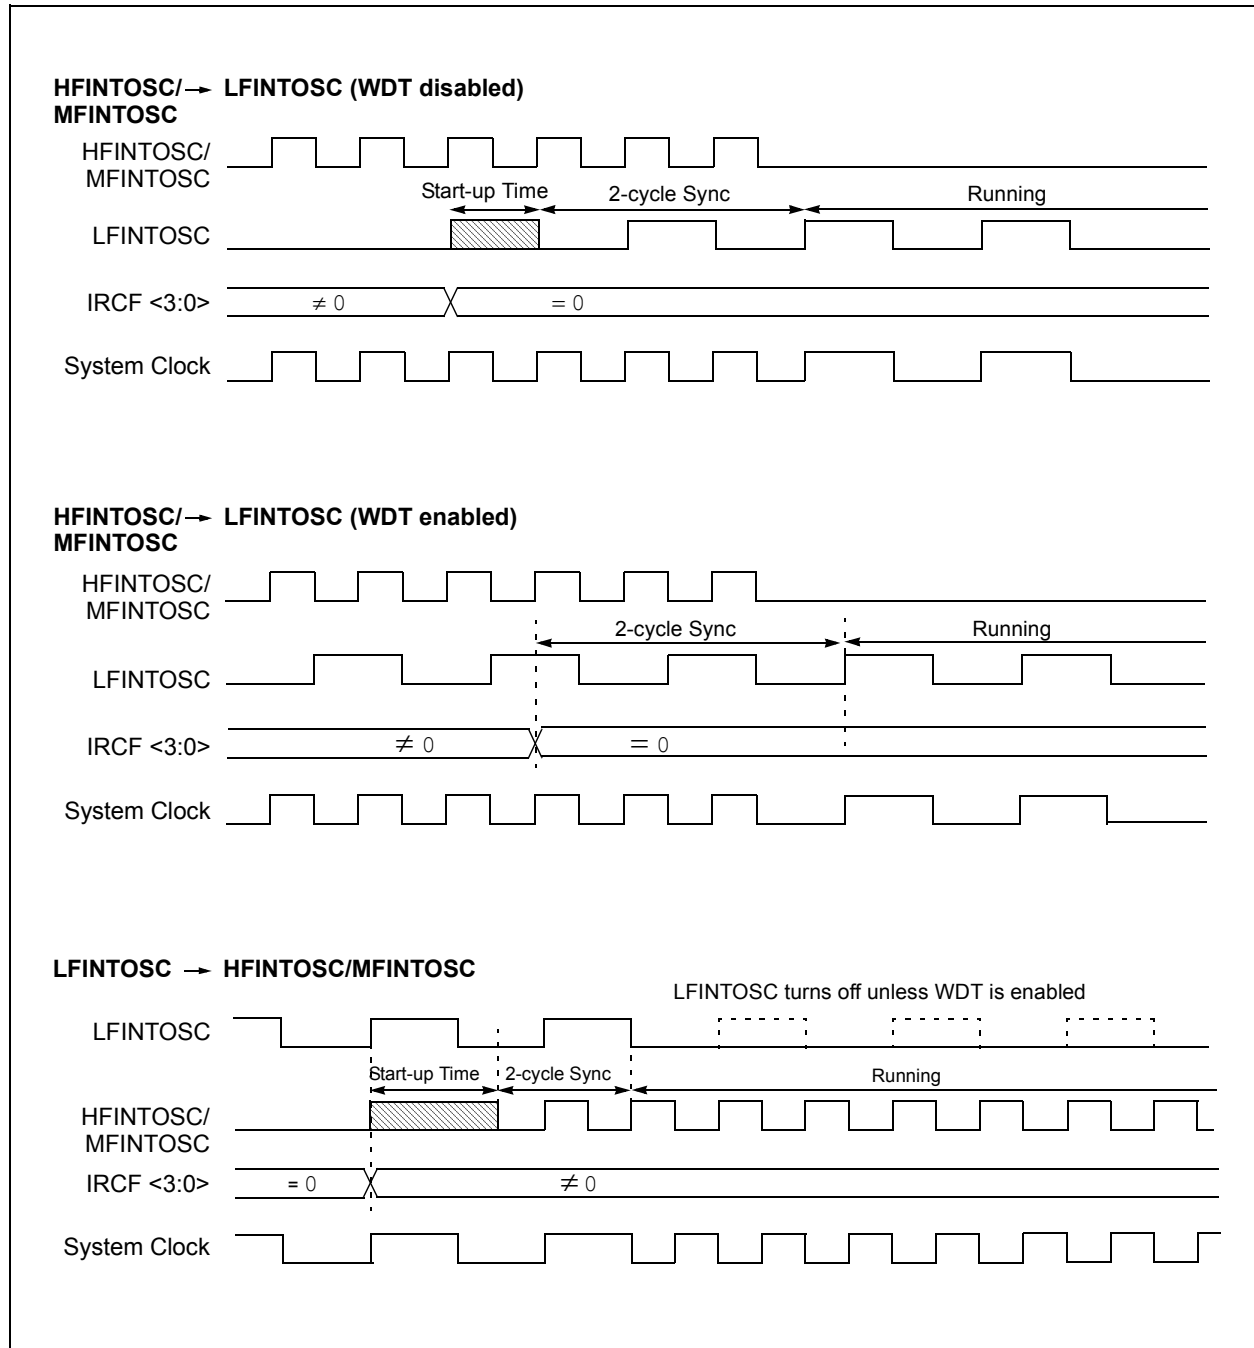 HFINTOSC/→ LFINTOSC (WDT disabled)
MFINTOSC
HFINTOSC/
MFINTOSC
Start-up Time 2-cycle Sync Running
LFINTOSC
IRCF <3:0> ≠ 0 = 0
System Clock
HFINTOSC/→ LFINTOSC (WDT enabled)
MFINTOSC
HFINTOSC/
MFINTOSC
2-cycle Sync Running
LFINTOSC
IRCF <3:0> ≠ 0 = 0
System Clock
LFINTOSC → HFINTOSC/MFINTOSC
LFINTOSC turns off unless WDT is enabled
LFINTOSC
Start-up Time 2-cycle Sync Running
HFINTOSC/
MFINTOSC
IRCF <3:0> = 0 ≠ 0
System Clock